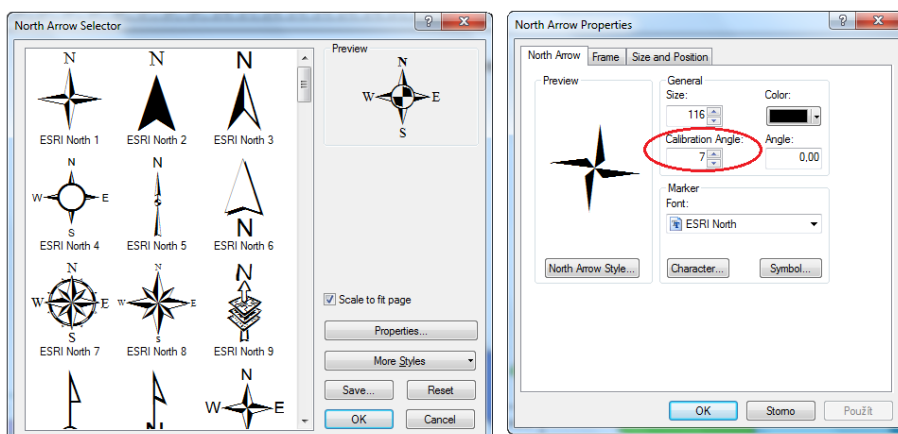 North Arrow Selector
N N N
ESRI North 1 ESRI North 2 ESRI North 3
N
W E
S
N
N
ESRI North 4 ESRI North 5 ESRI North 6
N
W E
S
N
W E
S
N
ESRI North 7 ESRI North 8 ESRI North 9
N
N
W E
Preview
N
W E
S
Scale to fit page
Properties...
More Styles
Save... Reset
OK Cancel
North Arrow Properties
North Arrow Frame Size and Position
Preview
North Arrow Style...
General
Size: Color:
116
Calibration Angle: Angle:
7 0,00
Marker
Font:
ESRI North
Character... Symbol...
OK Storno Použít